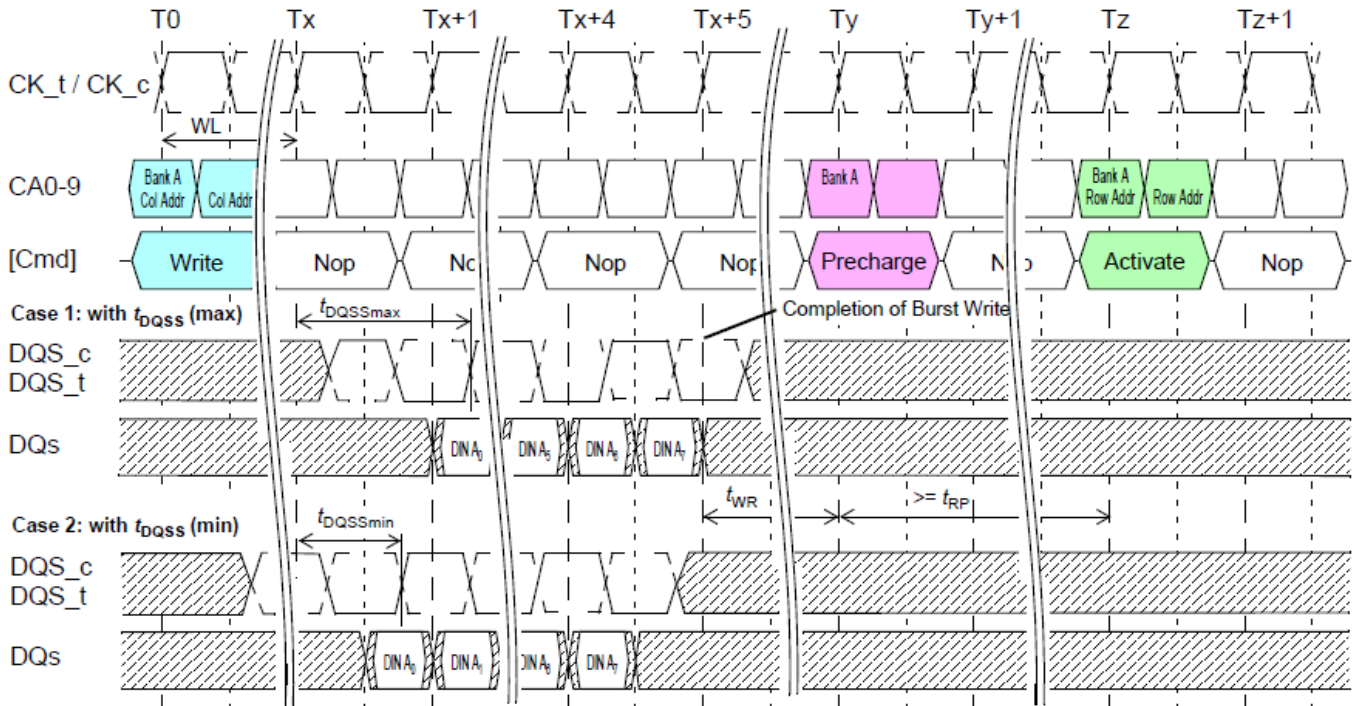 T0 Tx Tx+1 Tx+4 Tx+5 Ty Ty+1 Tz Tz+1
CK_t / CK_c
WL
CA0-9
Bank A
Col Addr
Col Addr
Bank A
Bank A
Row Addr
Row Addr
[Cmd] Write Nop Nop Nop Precharge Activate Nop
Case 1: with tDQSS (max)
tDQSSmax
Completion of Burst Write
DQS_c
DQS_t
DQs DIN A0 DIN A5 DIN A6 DIN A7
tWR >= tRP
Case 2: with tDQSS (min)
tDQSSmin
DQS_c
DQS_t
DQs DIN A0 DIN A1 DIN A6 DIN A7